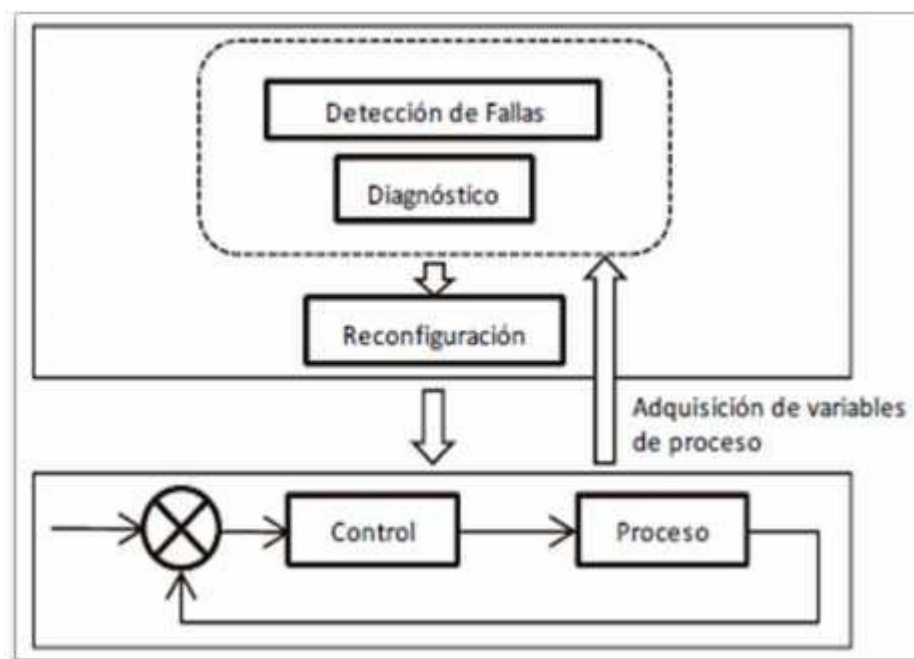 Detección de Fallas
Diagnóstico
Reconfiguración
Adquisición de variables
de proceso
Control
Proceso